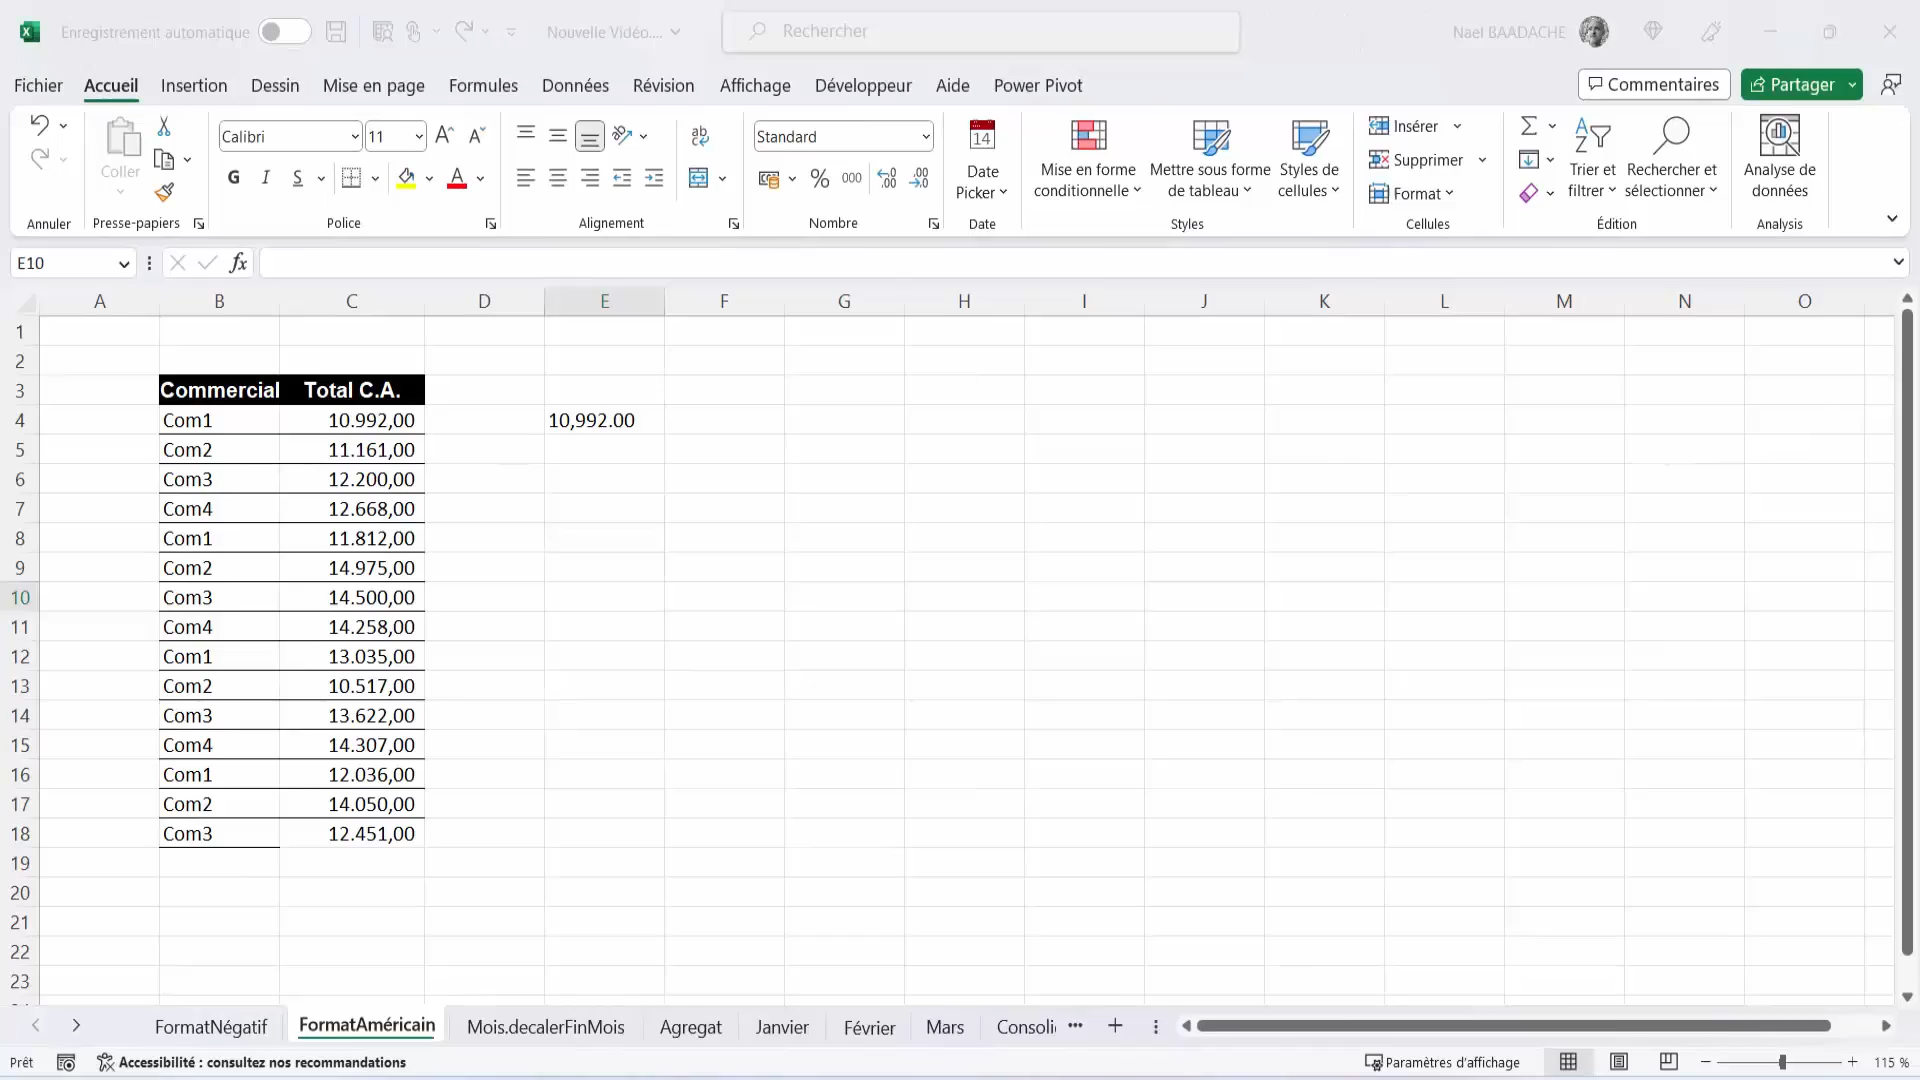 Enregistrement automatique
Nouvelle Vidéo....
Rechercher
Nael BAADACHE
Fichier Accueil Insertion Dessin Mise en page Formules Données Révision Affichage Développeur Aide Power Pivot
Commentaires
Partager
Coller
Calibri 11
G I S
Standard
% 000
14
Date Picker
Mise en forme conditionnelle
Mettre sous forme de tableau
Styles de cellules
Insérer
Supprimer
Format
Trier et filtrer
Rechercher et sélectionner
Analyse de données
Annuler Presse-papiers Police Alignement Nombre Date Styles Cellules Édition Analysis
E10
fx
A B C D E F G H I J K L M N O
1
2
3 Commercial Total C.A.
4 Com1 10.992,00 10,992.00
5 Com2 11.161,00
6 Com3 12.200,00
7 Com4 12.668,00
8 Com1 11.812,00
9 Com2 14.975,00
10 Com3 14.500,00
11 Com4 14.258,00
12 Com1 13.035,00
13 Com2 10.517,00
14 Com3 13.622,00
15 Com4 14.307,00
16 Com1 12.036,00
17 Com2 14.050,00
18 Com3 12.451,00
19
20
21
22
23
FormatNégatif FormatAméricain Mois.decalerFinMois Agregat Janvier Février Mars Consoli
Prêt
Accessibilité : consultez nos recommandations
Paramètres d'affichage
115 %